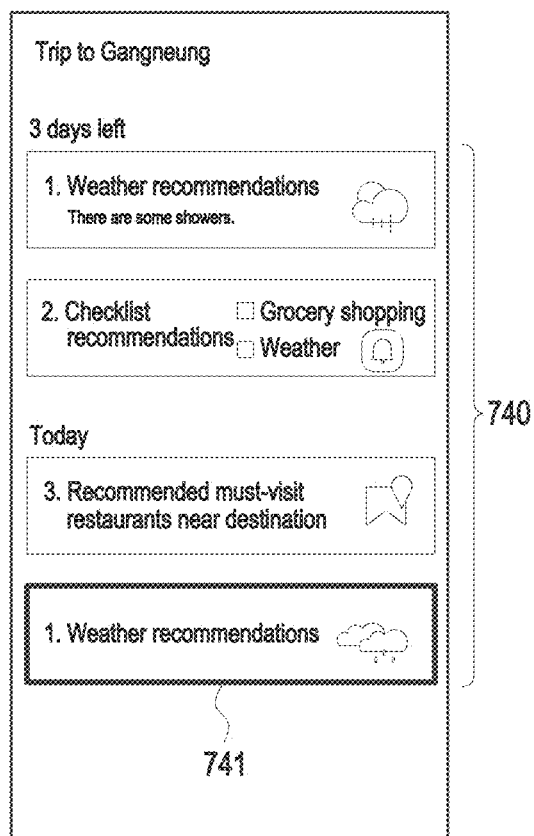 Trip to Gangneung
3 days left
1. Weather recommendations
There are some showers.
2. Checklist
recommendations
☐ Grocery shopping
☐ Weather
740
Today
3. Recommended must-visit
restaurants near destination
1. Weather recommendations
741